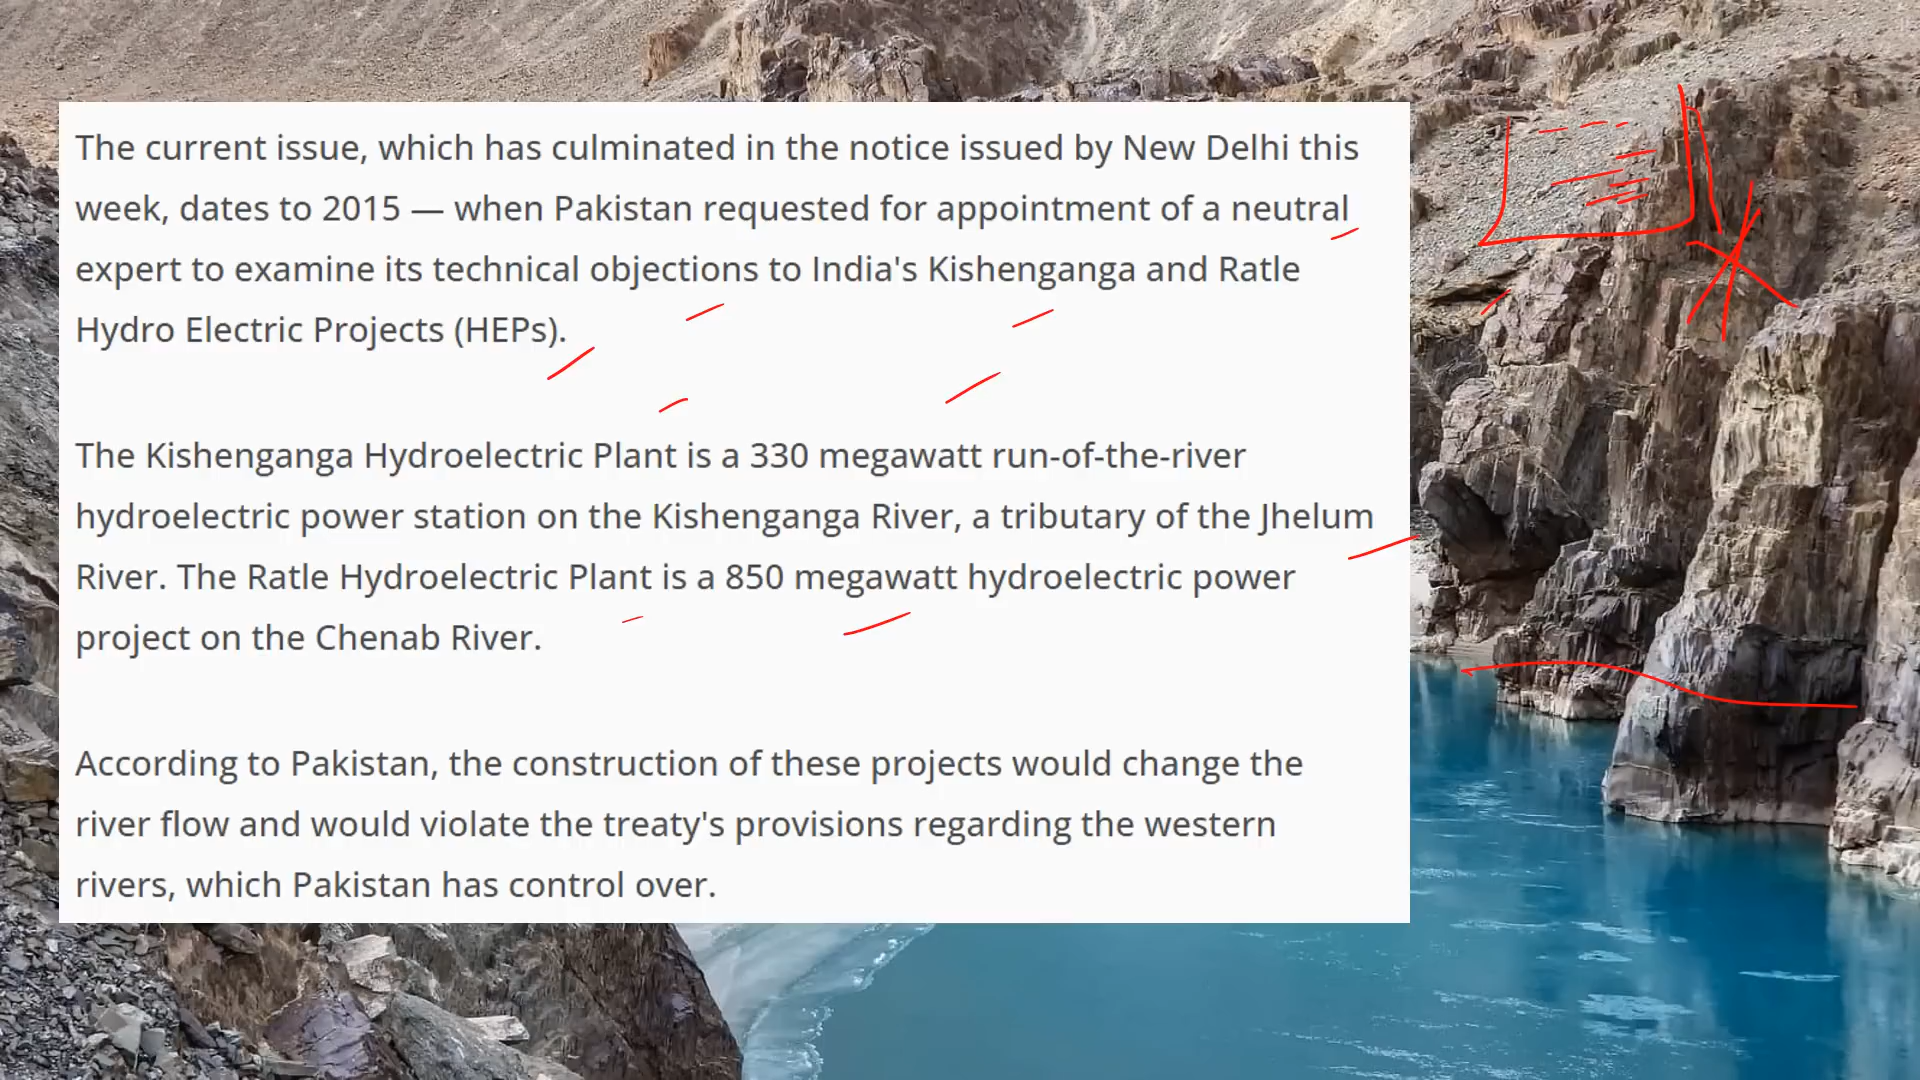 The current issue, which has culminated in the notice issued by New Delhi this
week, dates to 2015 — when Pakistan requested for appointment of a neutral
expert to examine its technical objections to India's Kishenganga and Ratle
Hydro Electric Projects (HEPs).
The Kishenganga Hydroelectric Plant is a 330 megawatt run-of-the-river
hydroelectric power station on the Kishenganga River, a tributary of the Jhelum
River. The Ratle Hydroelectric Plant is a 850 megawatt hydroelectric power
project on the Chenab River.
According to Pakistan, the construction of these projects would change the
river flow and would violate the treaty's provisions regarding the western
rivers, which Pakistan has control over.